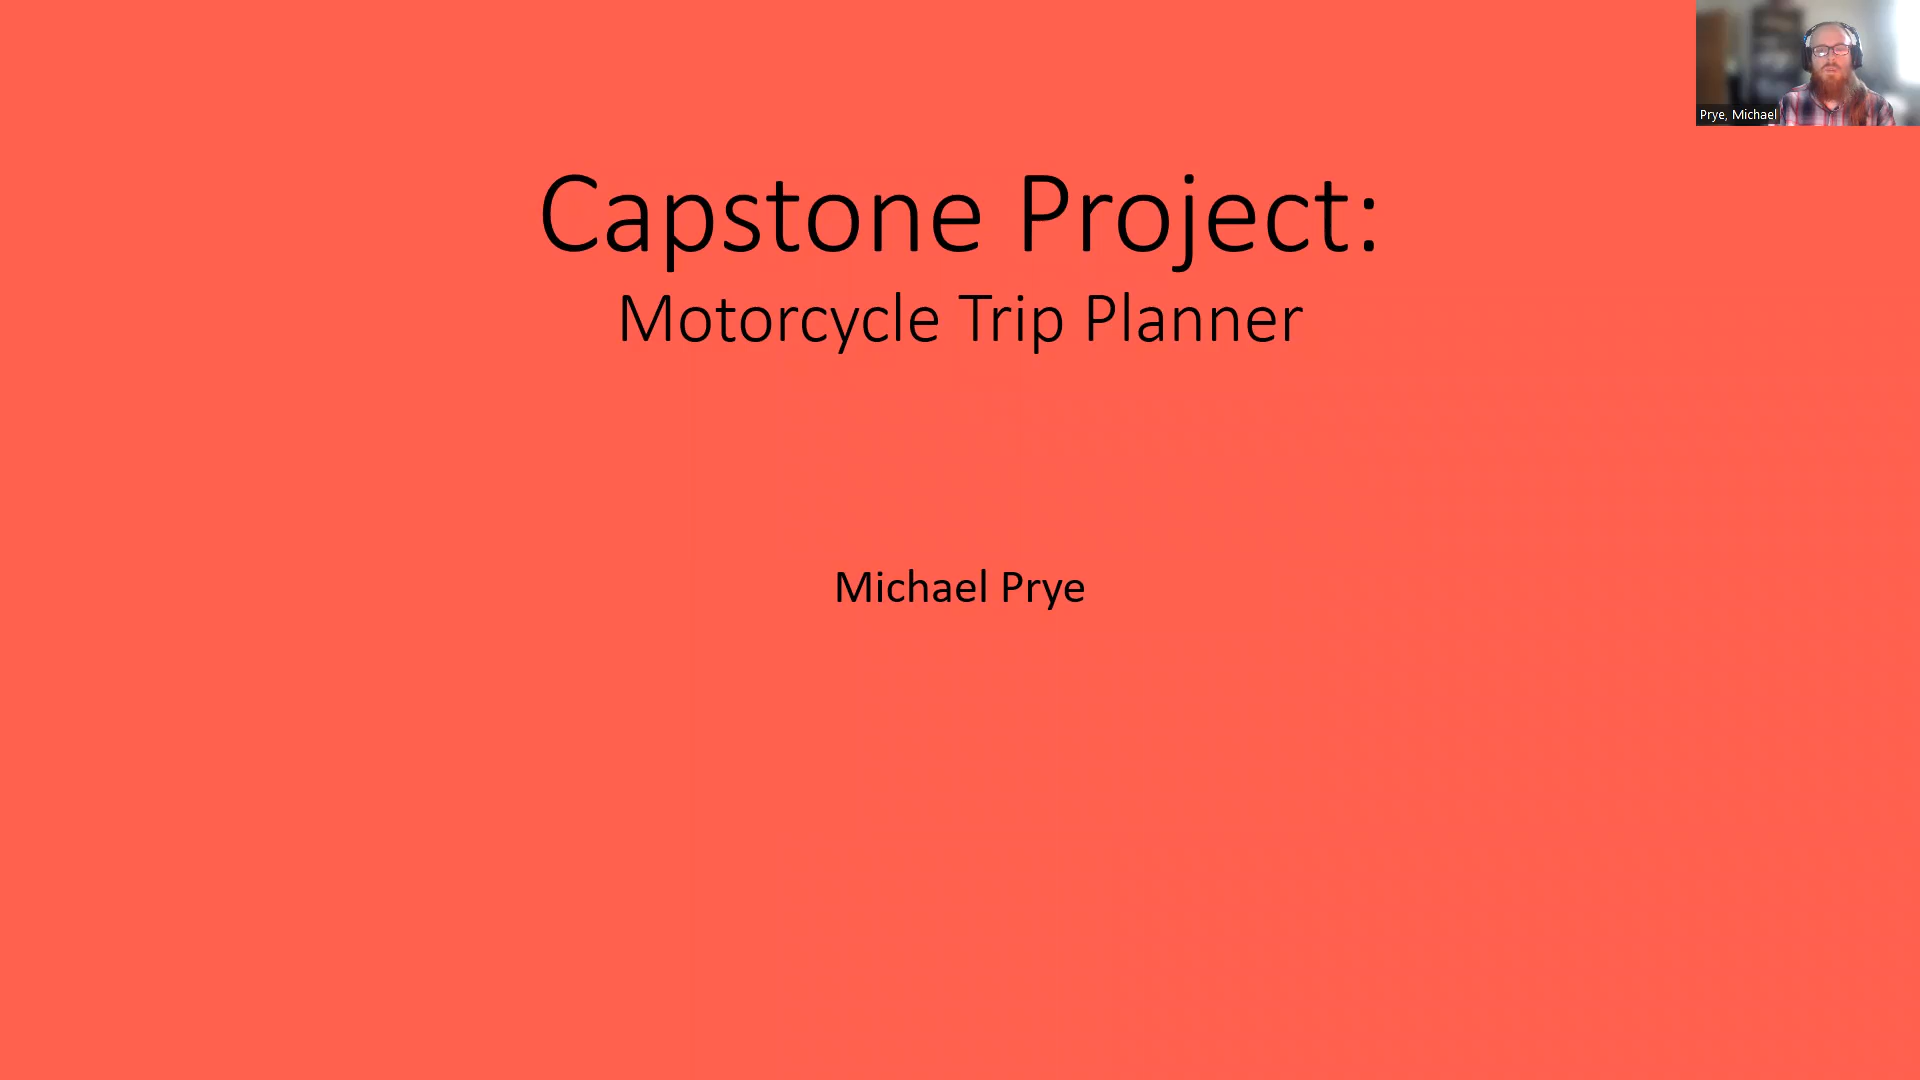 Prye, Michael
Capstone Project:
Motorcycle Trip Planner
Michael Prye